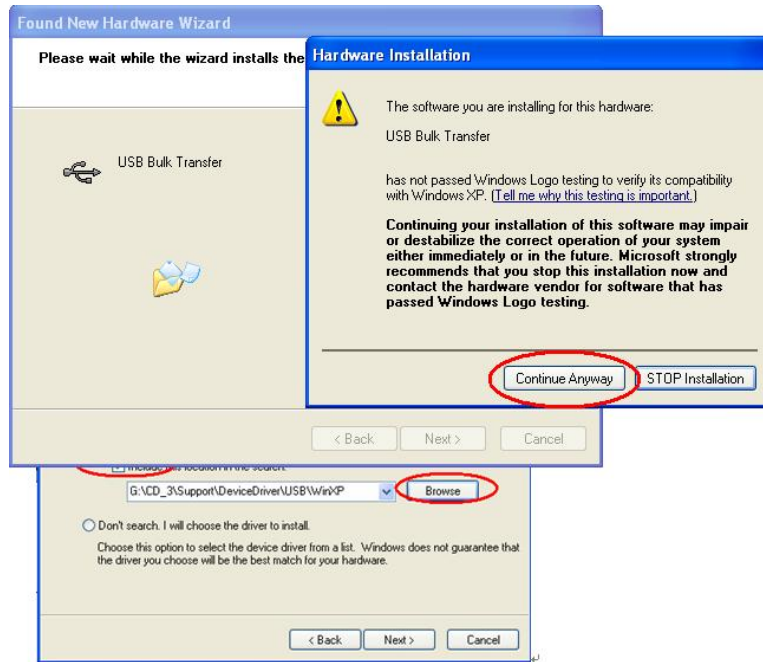 Found New Hardware Wizard
Please wait while the wizard installs the
USB Bulk Transfer
Hardware Installation
The software you are installing for this hardware:
USB Bulk Transfer
has not passed Windows Logo testing to verify its compatibility
with Windows XP. (Tell me why this testing is important.)
Continuing your installation of this software may impair
or destabilize the correct operation of your system
either immediately or in the future. Microsoft strongly
recommends that you stop this installation now and
contact the hardware vendor for software that has
passed Windows Logo testing.
Continue Anyway STOP Installation
< Back Next > Cancel
Include this location in the search:
G:\CD_3\Support\DeviceDriver\USB\WinXP Browse
Don't search. I will choose the driver to install.
Choose this option to select the device driver from a list. Windows does not guarantee that
the driver you choose will be the best match for your hardware.
< Back Next > Cancel